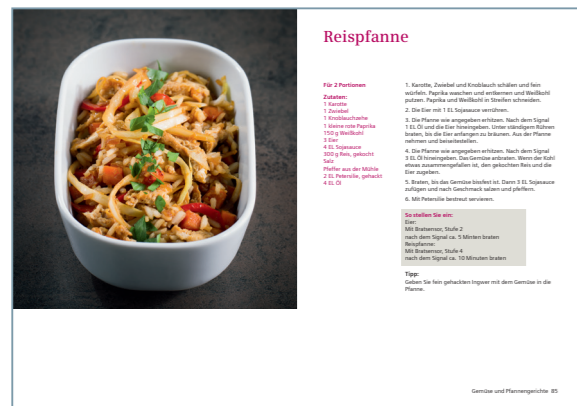 Reispfanne
Für 2 Portionen
Zutaten:
1 Karotte
1 Zwiebel
1 Knoblauchzehe
1 kleine rote Paprika
150 g Weißkohl
3 Eier
4 EL Sojasauce
300 g Reis, gekocht
Salz
Pfeffer aus der Mühle
2 EL Petersilie, gehackt
4 EL Öl
1. Karotte, Zwiebel und Knoblauch schälen und fein
würfeln. Paprika waschen und entkernen und Weißkohl
putzen. Paprika und Weißkohl in Streifen schneiden.
2. Die Eier mit 1 EL Sojasauce verrühren.
3. Die Pfanne wie angegeben erhitzen. Nach dem Signal
1 EL Öl und die Eier hineingeben. Unter ständigem Rühren
braten, bis die Eier anfangen zu bräunen. Aus der Pfanne
nehmen und beiseitestellen.
4. Die Pfanne wie angegeben erhitzen. Nach dem Signal
3 EL Öl hineingeben. Das Gemüse anbraten. Wenn der Kohl
etwas zusammengefallen ist, den gekochten Reis und die
Eier zugeben.
5. Braten, bis das Gemüse bissfest ist. Dann 3 EL Sojasauce
zufügen und nach Geschmack salzen und pfeffern.
6. Mit Petersilie bestreut servieren.
So stellen Sie ein:
Eier:
Mit Bratsensor, Stufe 2
nach dem Signal ca. 5 Minten braten
Reispfanne:
Mit Bratsensor, Stufe 4
nach dem Signal ca. 10 Minuten braten
Tipp:
Geben Sie fein gehackten Ingwer mit dem Gemüse in die
Pfanne.
Gemüse und Pfannengerichte 85